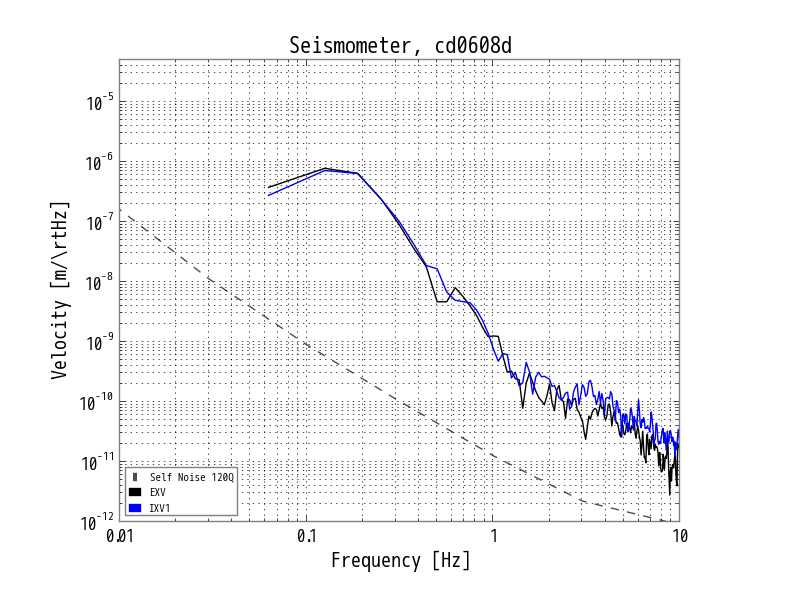 Seismometer, cd0608d
Velocity [m/\rtHz]
10^-5
10^-6
10^-7
10^-8
10^-9
10^-10
10^-11
10^-12
Self Noise 120Q
EXV
IXV1
0.01 0.1 1 10
Frequency [Hz]